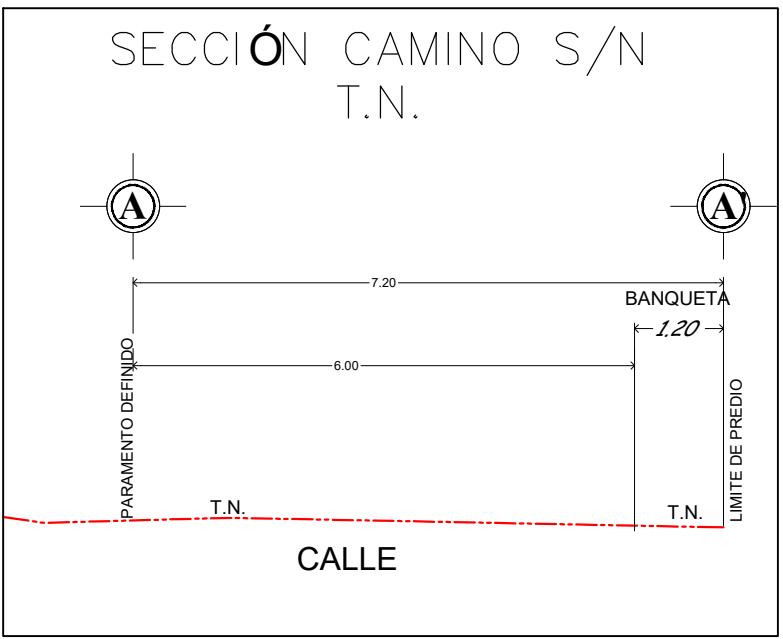 SECCIÓN CAMINO S/N
T.N.
A
A'
7.20
BANQUETA
1.20
6.00
PARAMENTO DEFINIDO
LIMITE DE PREDIO
T.N.
T.N.
CALLE